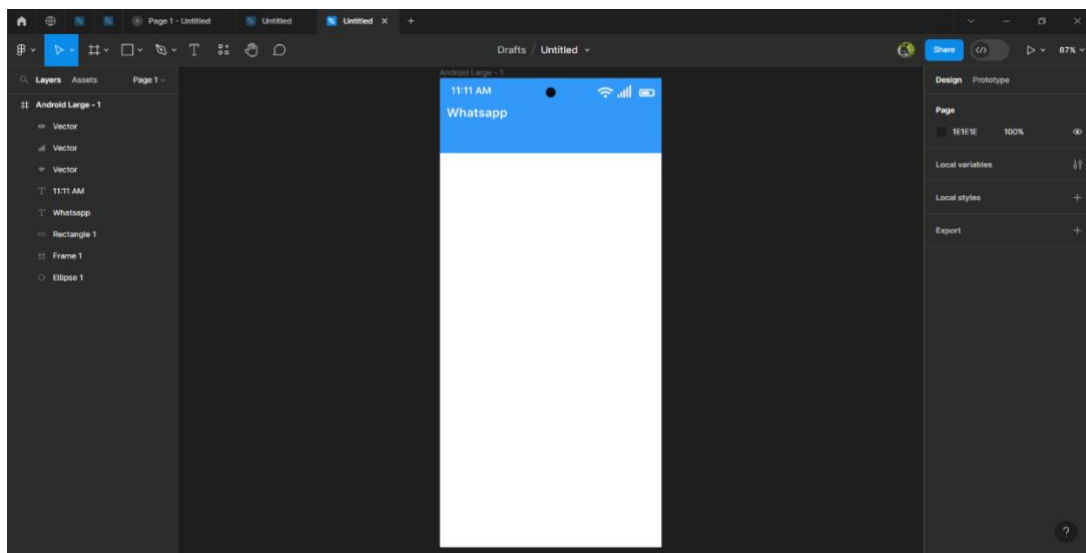 Page 1 - Untitled
Untitled
Untitled
Drafts / Untitled
Share
87%
Layers Assets Page 1
Android Large - 1
Vector
Vector
Vector
11:11 AM
Whatsapp
Rectangle 1
Frame 1
Ellipse 1
Android Large - 1
11:11 AM
Whatsapp
Design Prototype
Page
1E1E1E 100%
Local variables
Local styles
Export
?